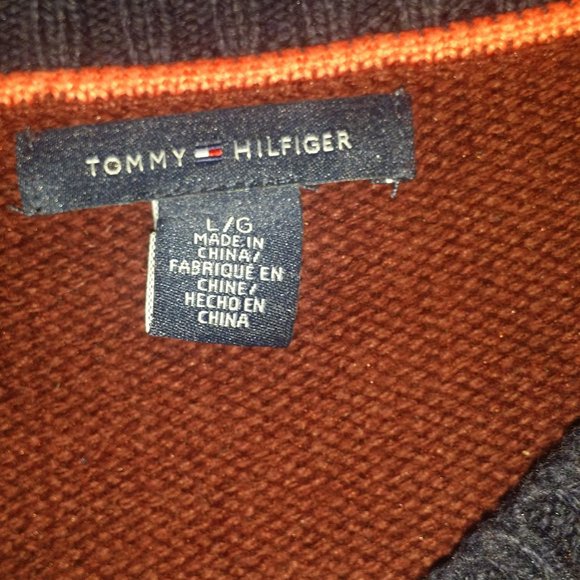 TOMMY HILFIGER
L/G
MADE IN
CHINA/
FABRIQUÉ EN
CHINE/
HECHO EN
CHINA